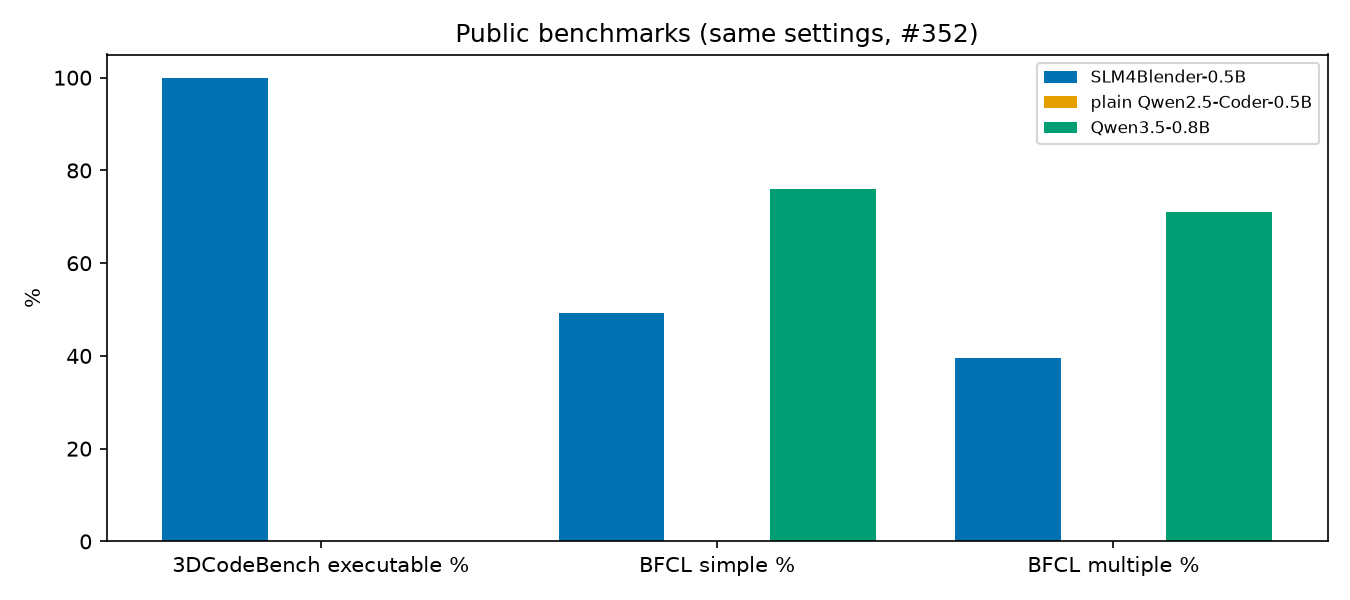 Public benchmarks (same settings, #352)
SLM4Blender-0.5B
plain Qwen2.5-Coder-0.5B
Qwen3.5-0.8B
%
100
80
60
40
20
0
3DCodeBench executable %
BFCL simple %
BFCL multiple %